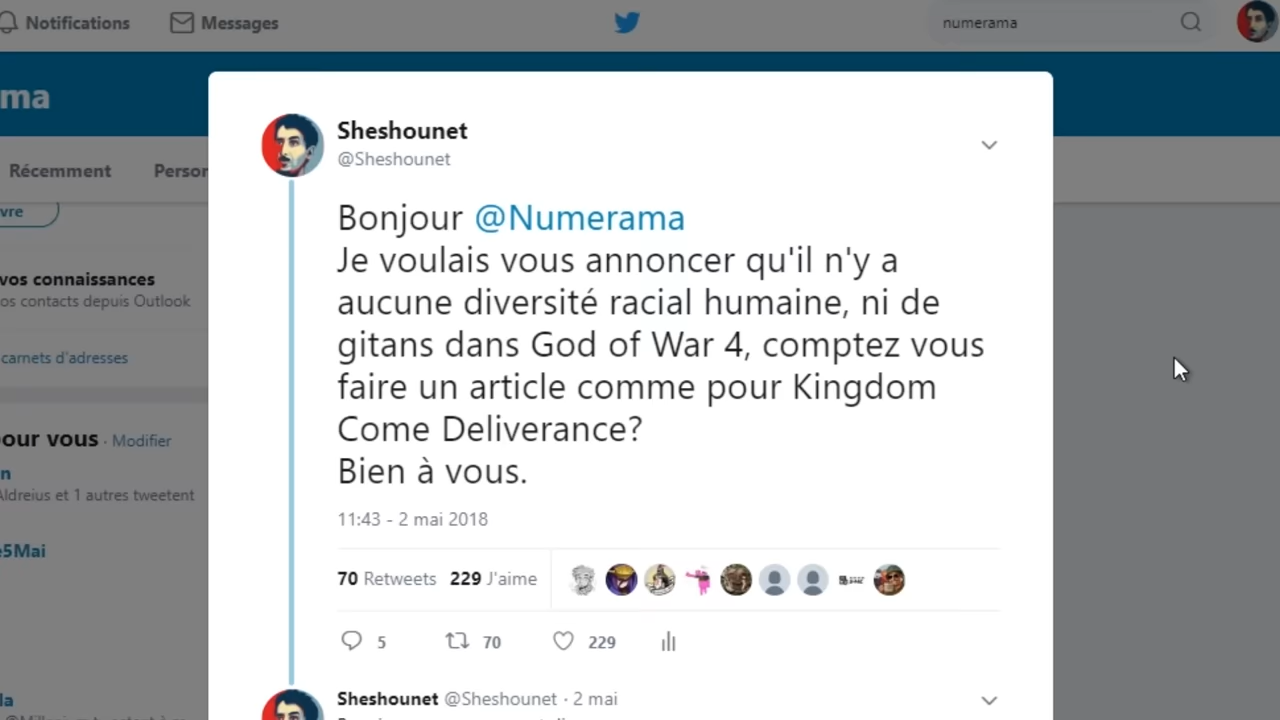 Notifications
Messages
numerama
ma
Récemment
Person
vre
vos connaissances
os contacts depuis Outlook
carnets d'adresses
our vous · Modifier
n
Aldreius et 1 autres tweetent
e5Mai
la
Sheshounet
@Sheshounet
Bonjour @Numerama
Je voulais vous annoncer qu'il n'y a
aucune diversité racial humaine, ni de
gitans dans God of War 4, comptez vous
faire un article comme pour Kingdom
Come Deliverance?
Bien à vous.
11:43 - 2 mai 2018
70 Retweets 229 J'aime
5 70 229
Sheshounet @Sheshounet · 2 mai